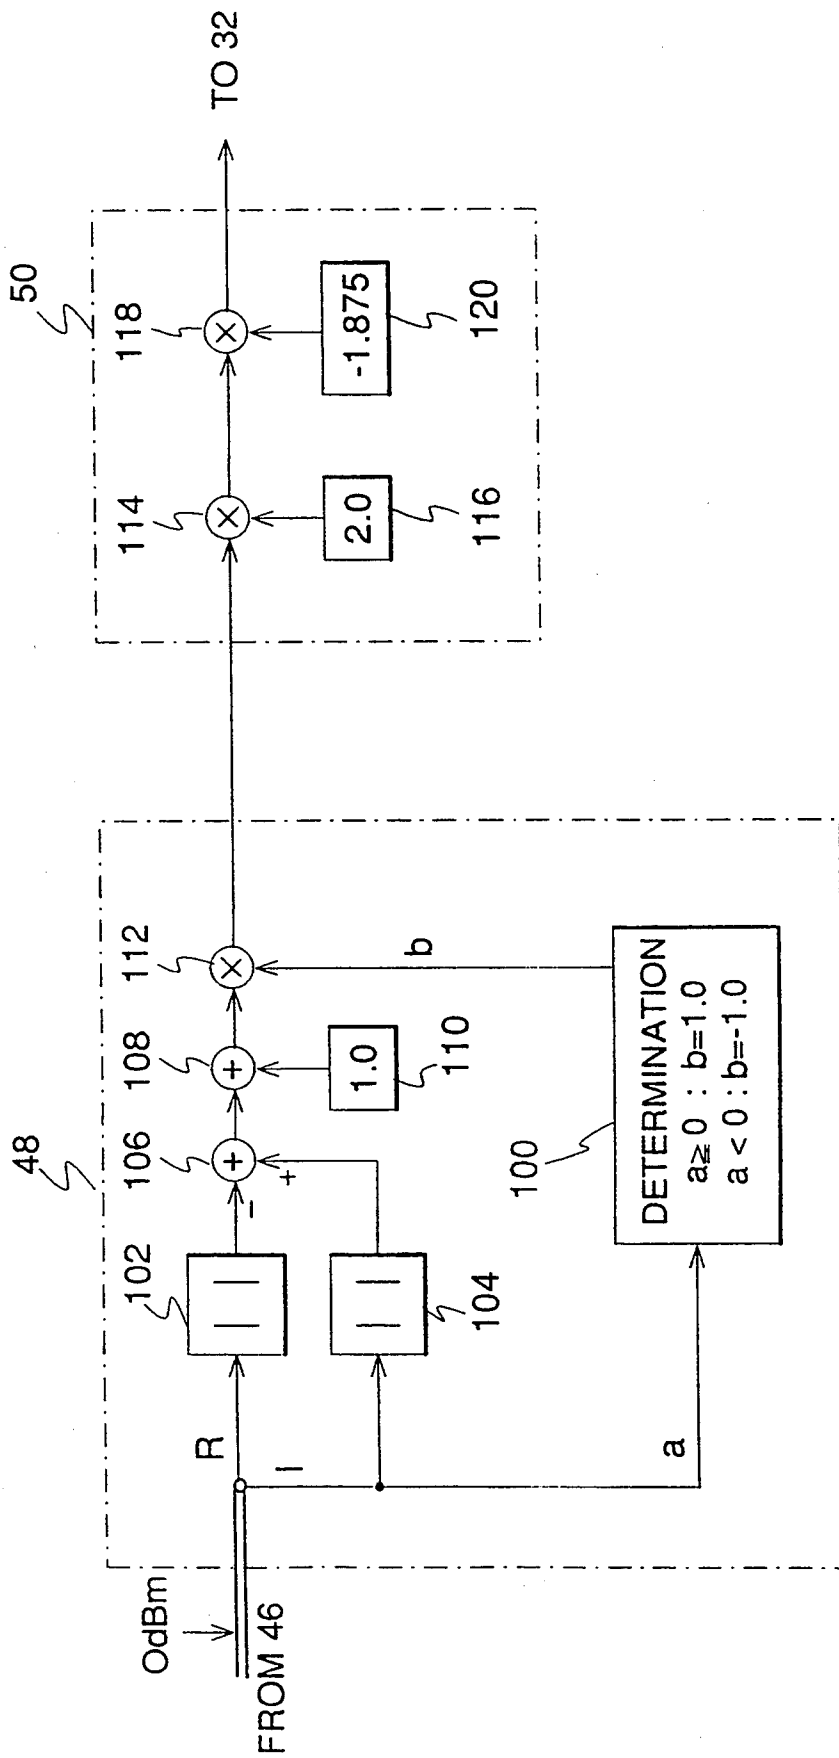 OdBm
FROM 46
48
R
I
a
102
| |
104
| |
106
−
+
+
108
+
110
1.0
112
×
b
100
DETERMINATION
a≧0 : b=1.0
a < 0 : b=-1.0
50
114
×
2.0
116
118
×
-1.875
120
TO 32